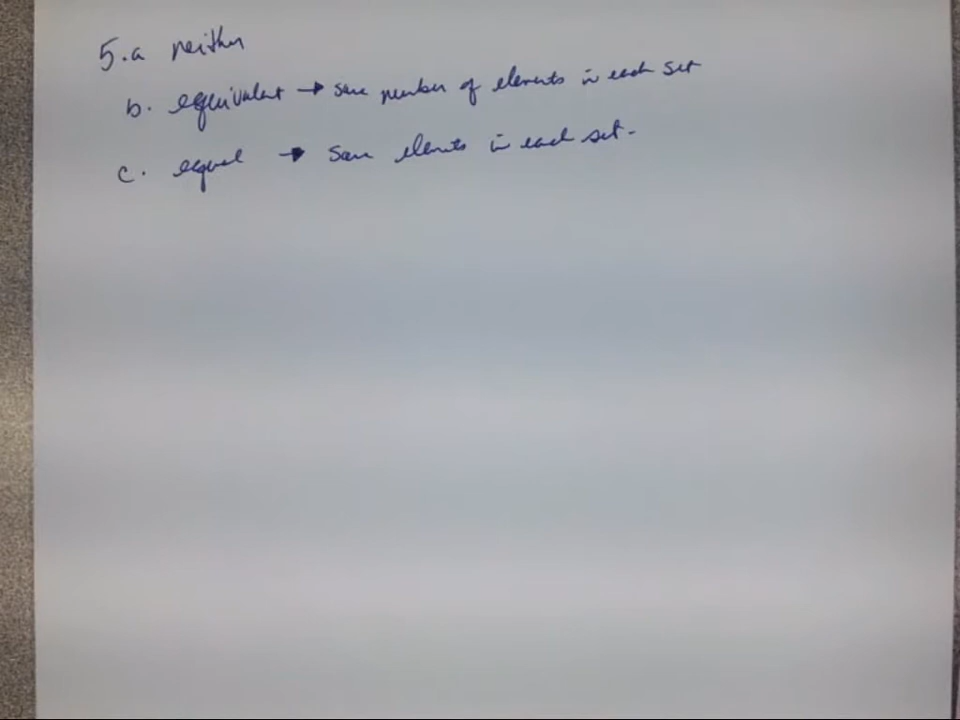 5.a neither
b. equivalent → same number of elements in each set
c. equal → same elements in each set.